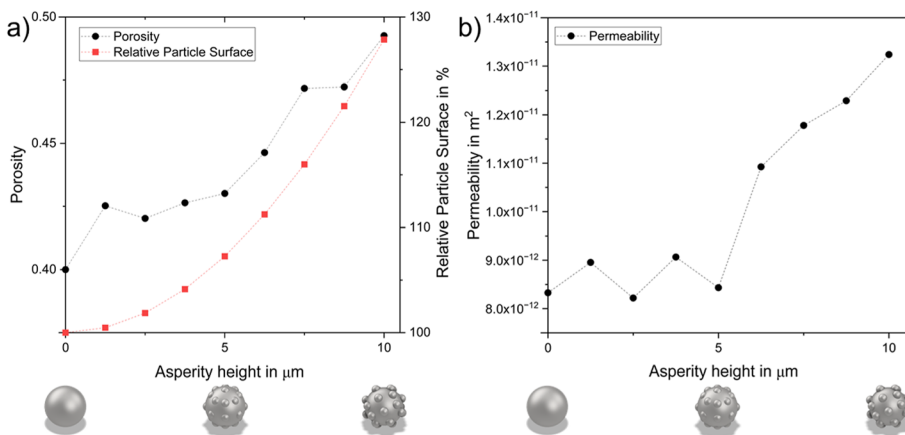 a)
Porosity
Relative Particle Surface
0.50
0.45
0.40
Porosity
130
120
110
100
Relative Particle Surface in %
0
5
10
Asperity height in μm
b)
Permeability
1.4x10⁻¹¹
1.3x10⁻¹¹
1.2x10⁻¹¹
1.1x10⁻¹¹
1.0x10⁻¹¹
9.0x10⁻¹²
8.0x10⁻¹²
Permeability in m²
0
5
10
Asperity height in μm